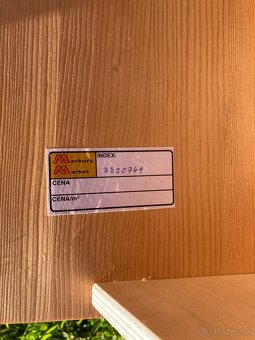 Merkury INDEX:
Market 3320749
CENA
CENA/m²